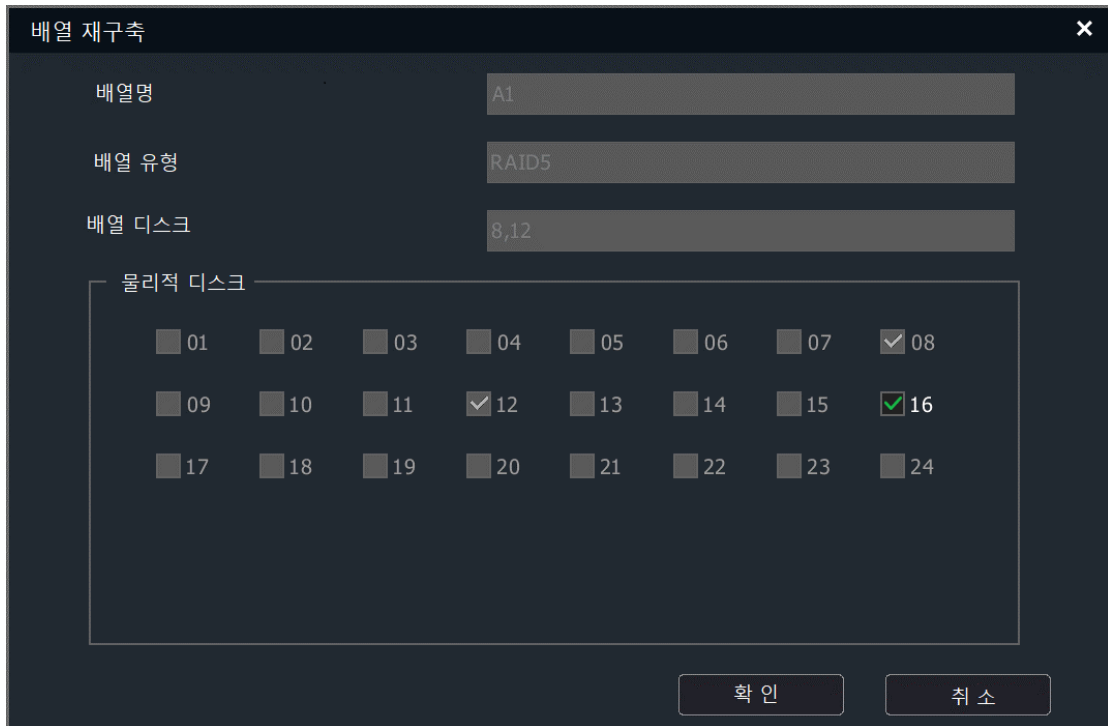 배열 재구축
배열명 A1
배열 유형 RAID5
배열 디스크 8,12
물리적 디스크
01 02 03 04 05 06 07 08
09 10 11 12 13 14 15 16
17 18 19 20 21 22 23 24
확 인 취 소